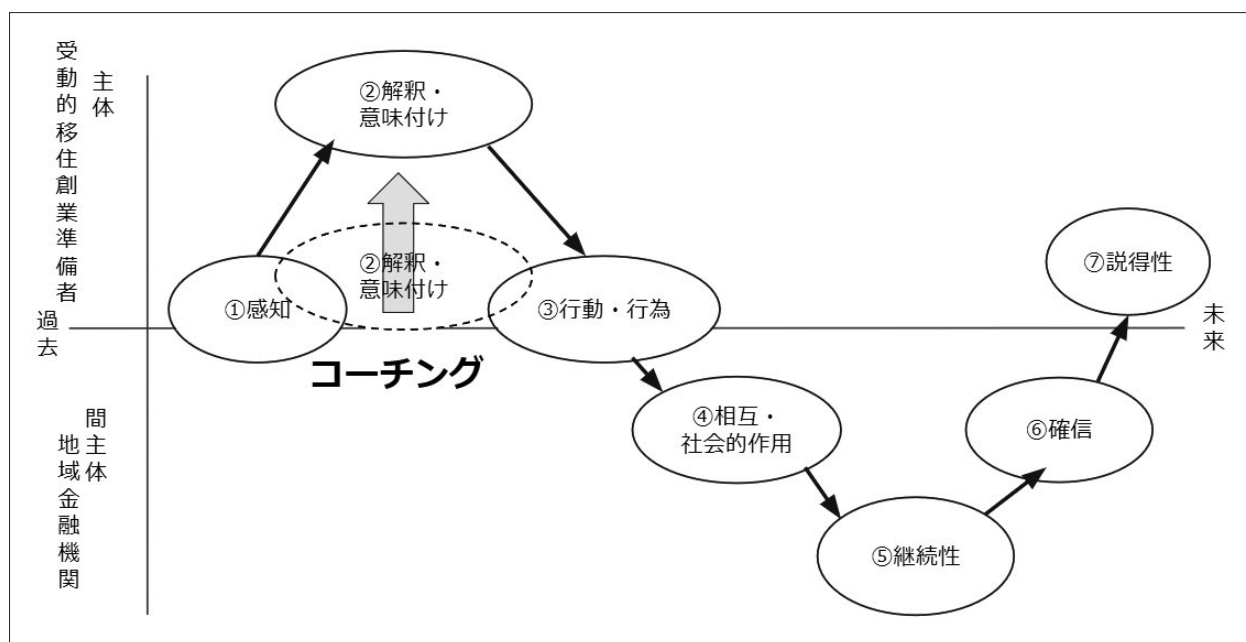 受動的移住創業準備者
主体
②解釈・
意味付け
②解釈・
意味付け
①感知
③行動・行為
⑦説得性
過去
未来
コーチング
④相互・
社会的作用
⑥確信
間主体
地域金融機関
⑤継続性